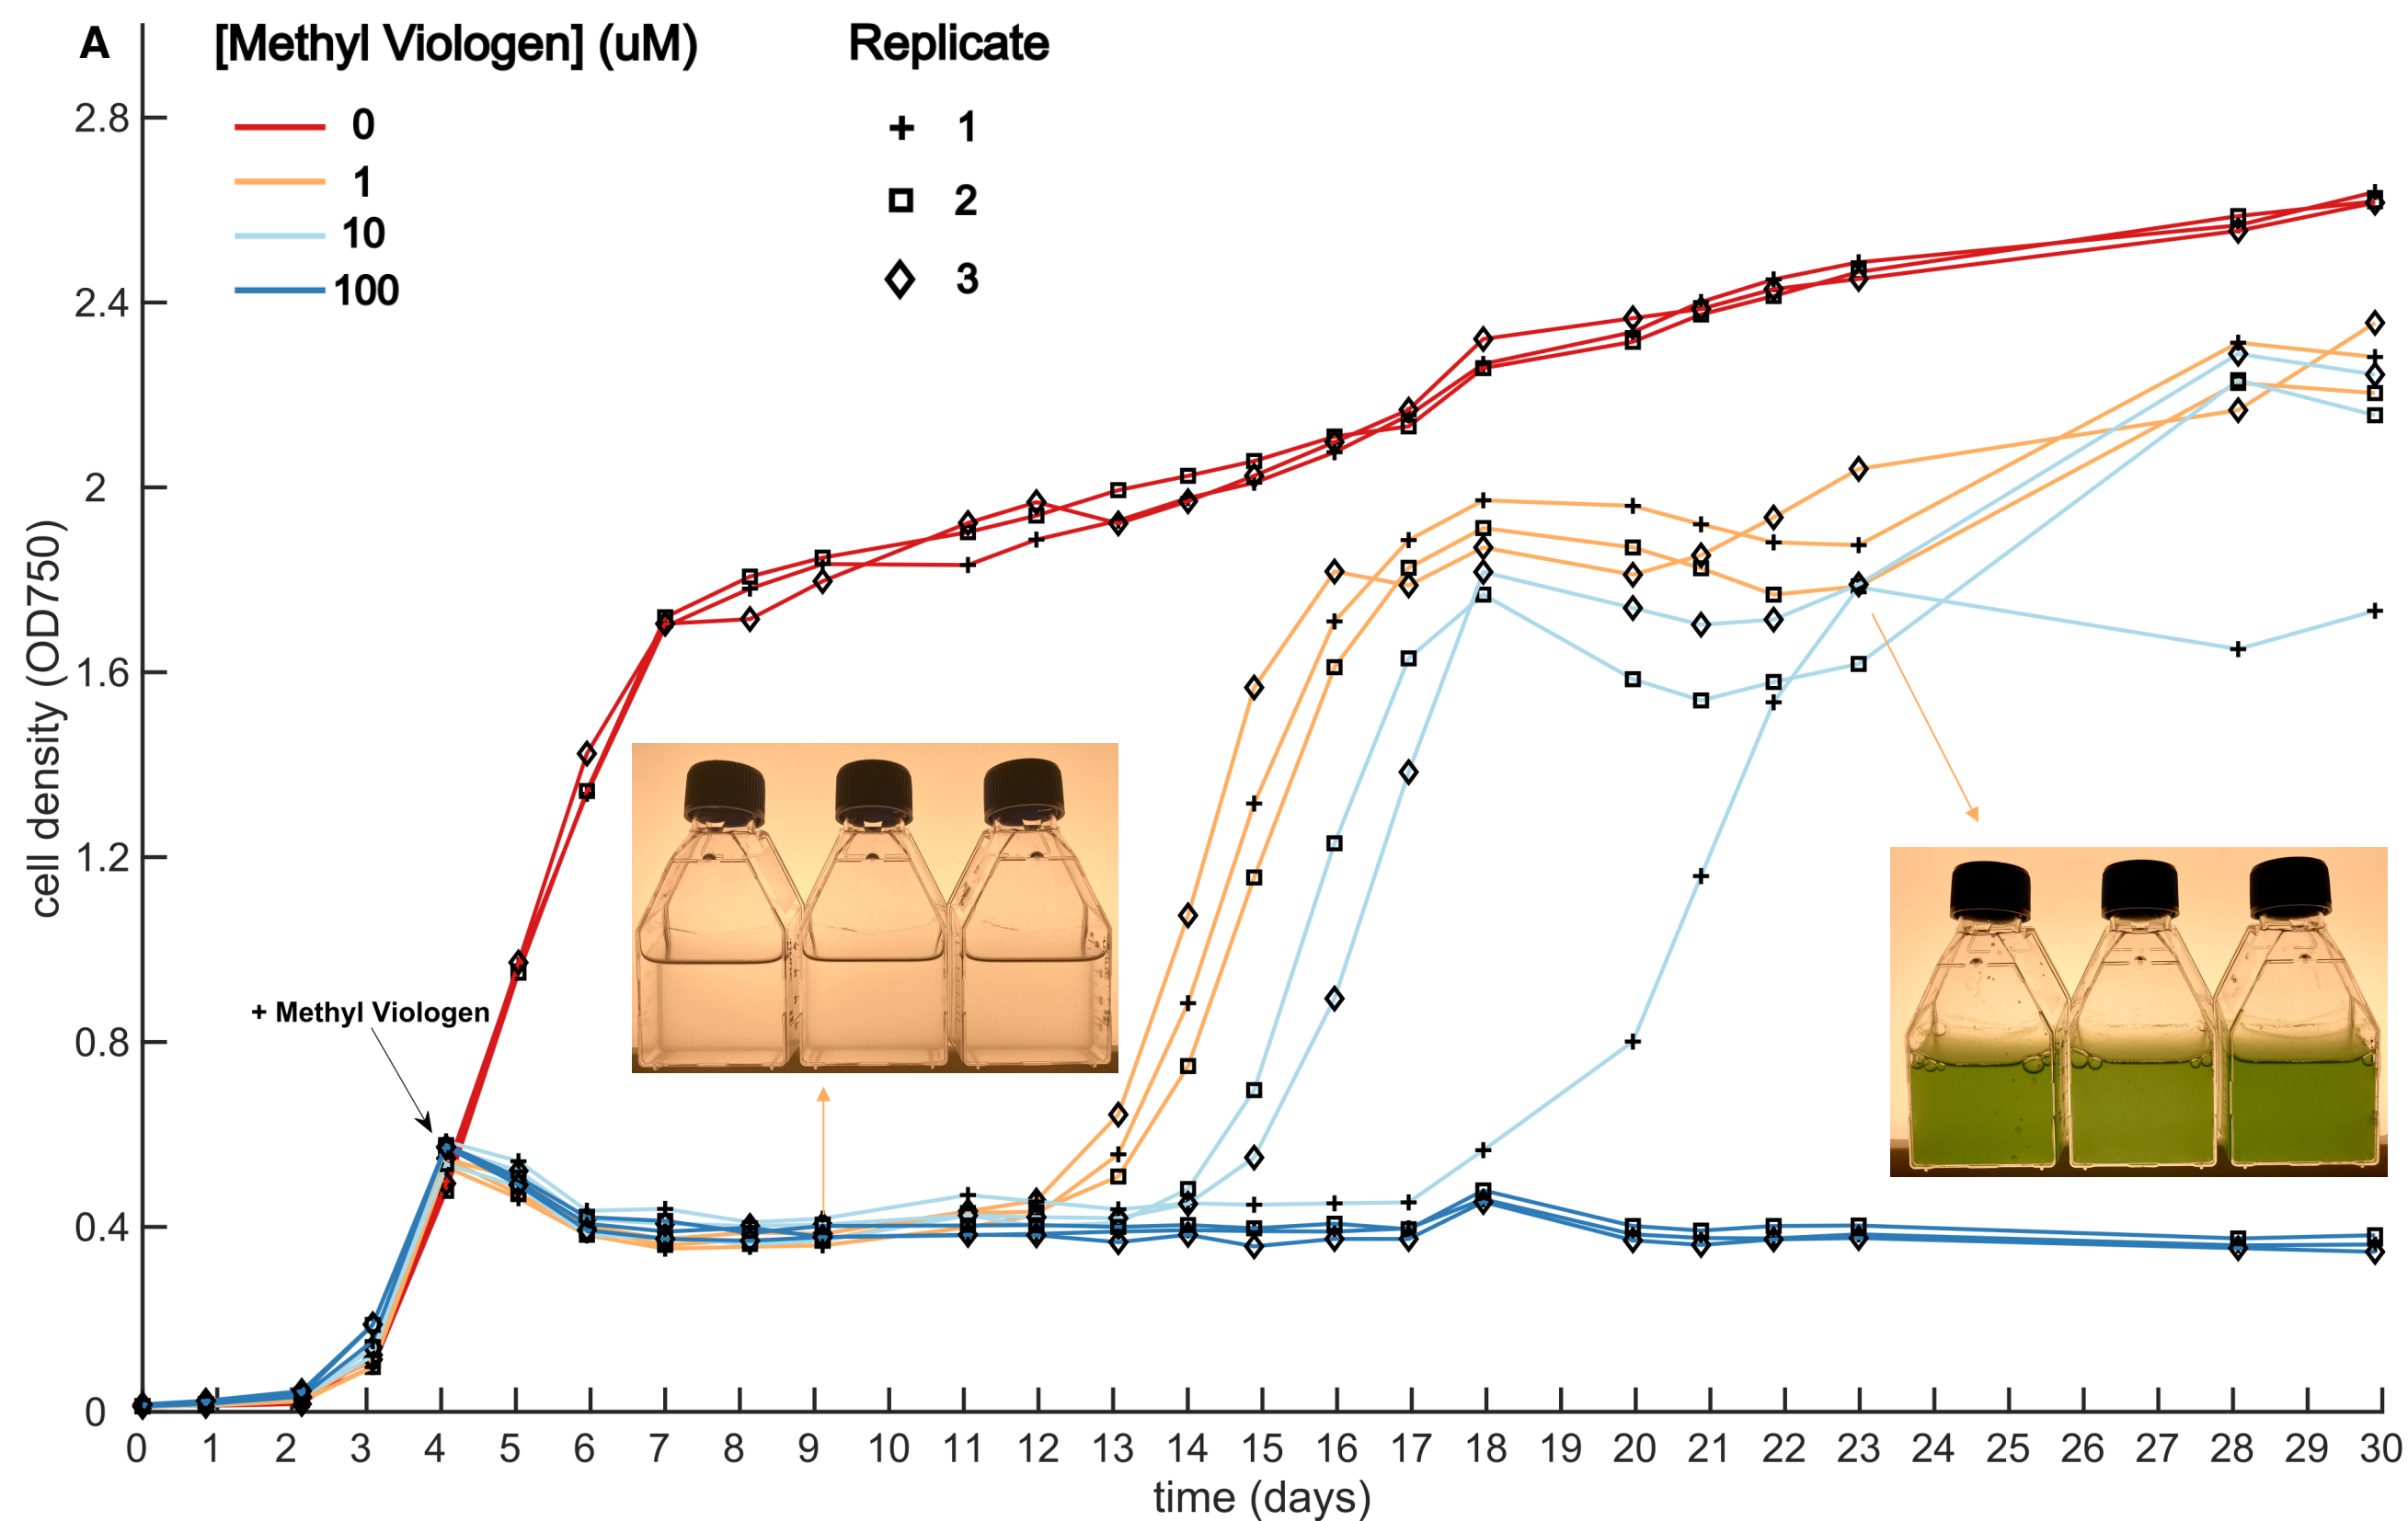 A
[Methyl Viologen] (uM)
0
1
10
100
Replicate
1
2
3
cell density (OD750)
2.8
2.4
2
1.6
1.2
0.8
0.4
0
+ Methyl Viologen
0 1 2 3 4 5 6 7 8 9 10 11 12 13 14 15 16 17 18 19 20 21 22 23 24 25 26 27 28 29 30
time (days)